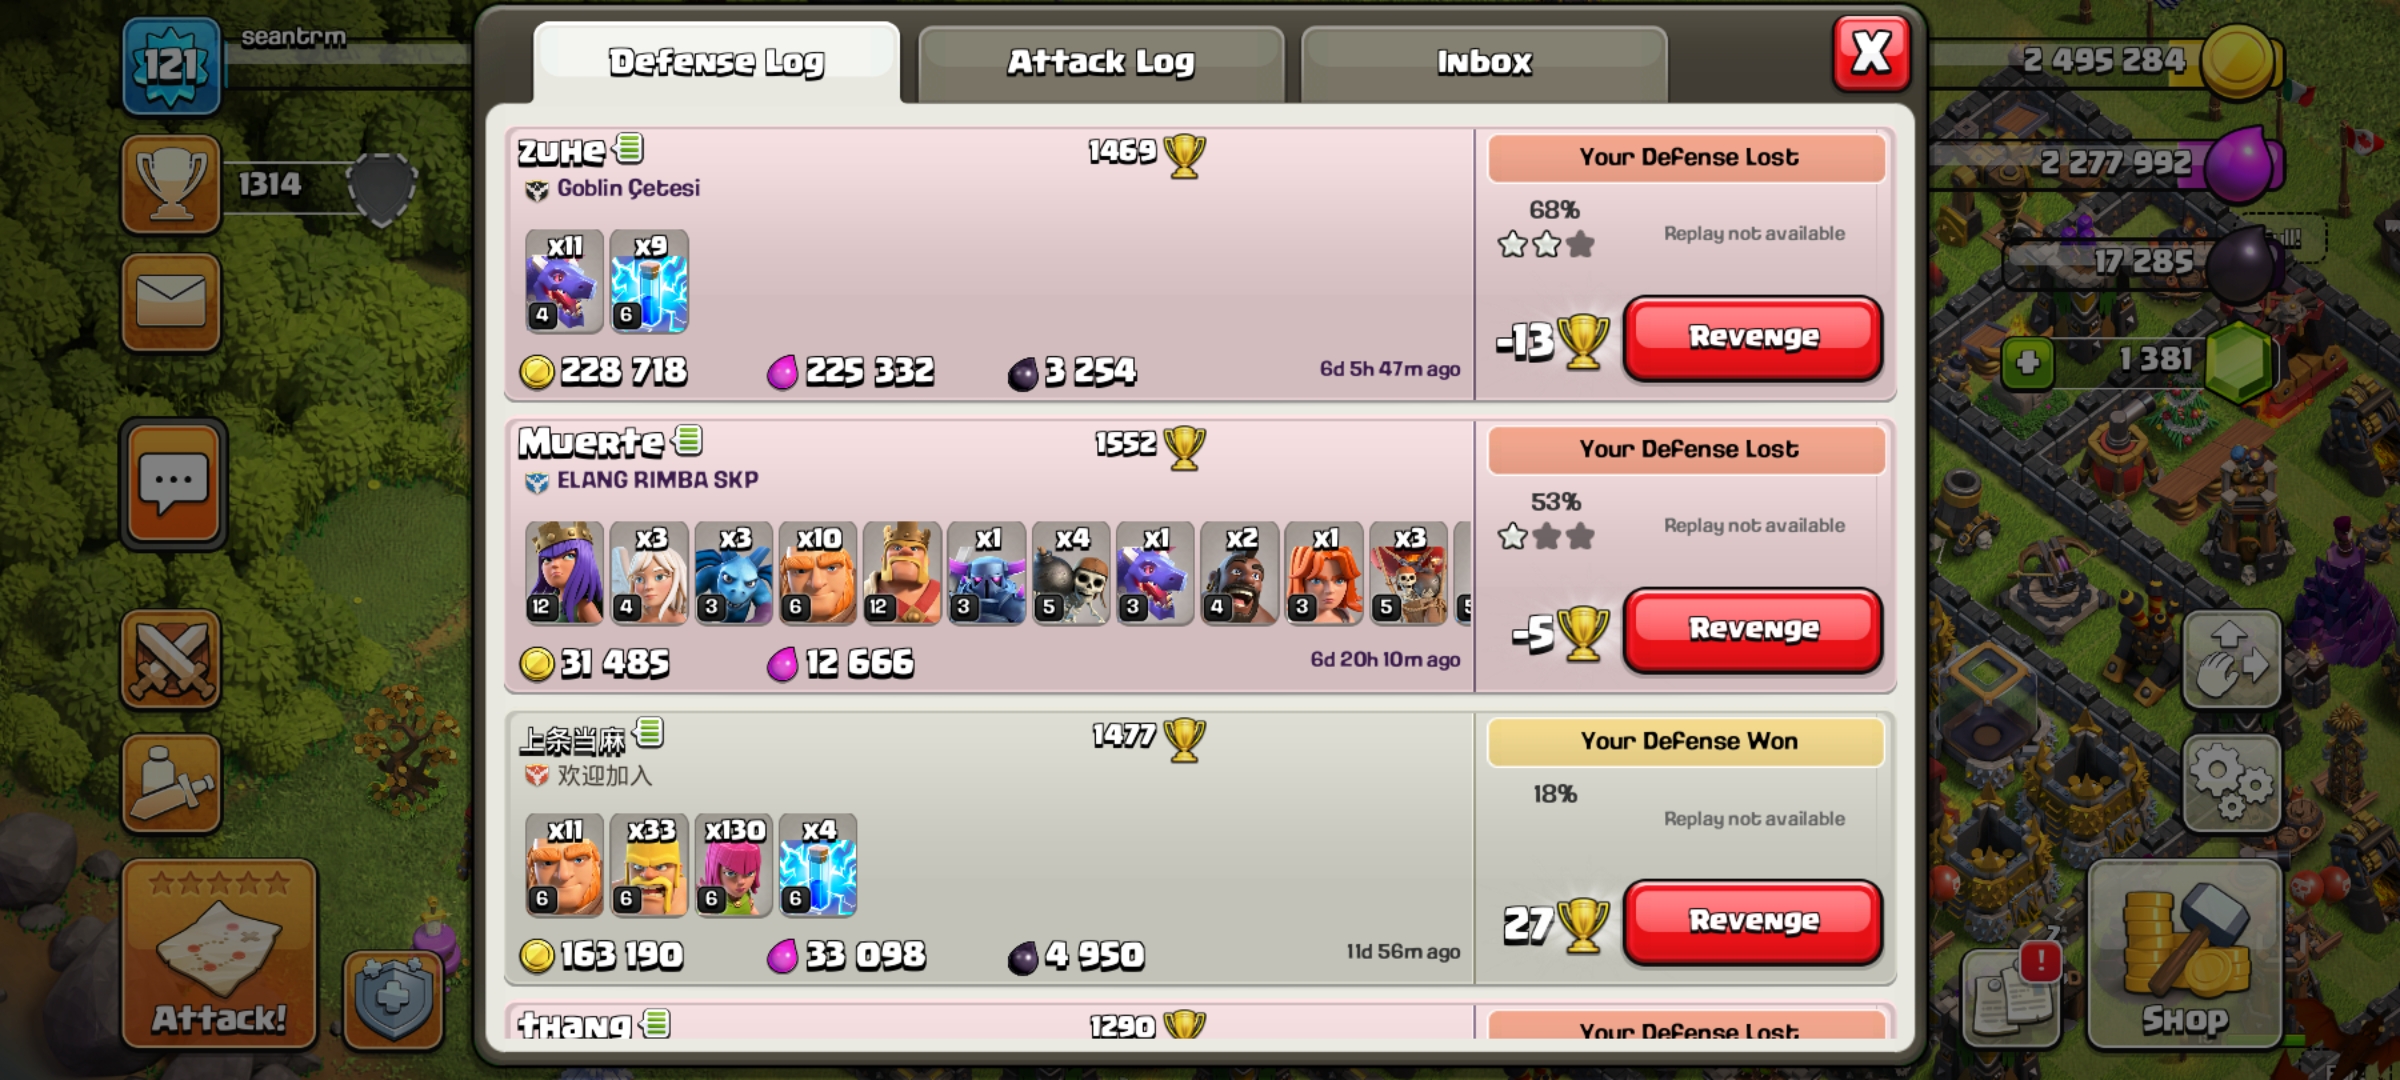 121
seantrm
1314
Attack!
Defense Log
Attack Log
Inbox
X
zuHe
1469
Goblin Çetesi
x11
4
x9
6
228 718
225 332
3 254
6d 5h 47m ago
Your Defense Lost
68%
Replay not available
-13
Revenge
Muerte
1552
ELANG RIMBA SKP
12
x3
4
x3
3
x10
6
12
x1
3
x4
5
x1
3
x2
4
x1
3
x3
5
31 485
12 666
6d 20h 10m ago
Your Defense Lost
53%
Replay not available
-5
Revenge
上条当麻
1477
欢迎加入
x11
6
x33
6
x130
6
x4
6
163 190
33 098
4 950
11d 56m ago
Your Defense Won
18%
Replay not available
27
Revenge
thang
1290
Your Defense Lost
2 495 284
2 277 992
17 285
1 381
!
Shop